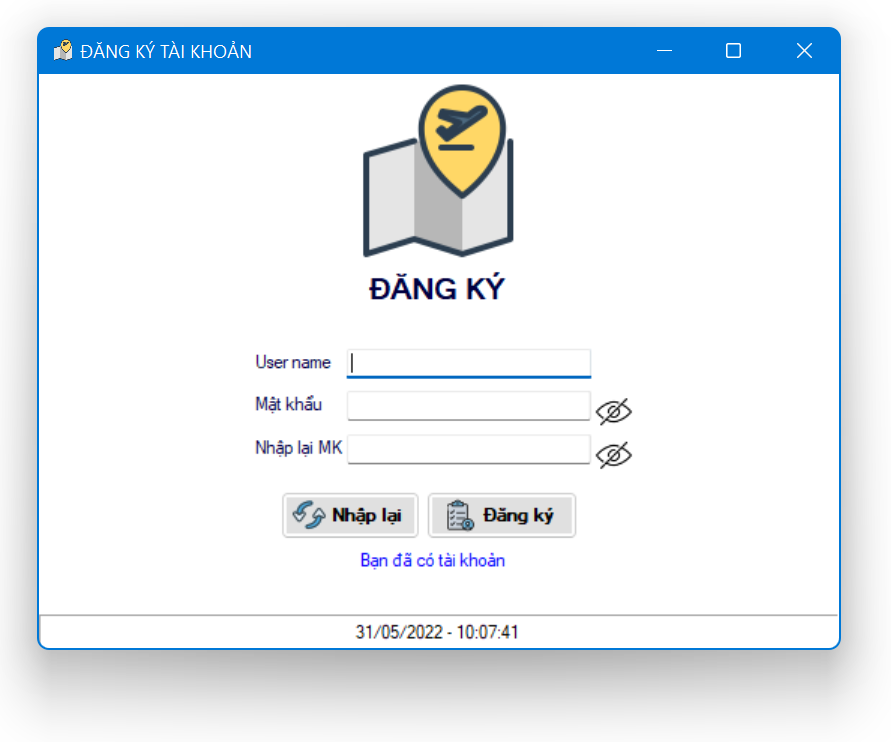 ĐĂNG KÝ TÀI KHOẢN
ĐĂNG KÝ
User name
Mật khẩu
Nhập lại MK
Nhập lại Đăng ký
Bạn đã có tài khoản
31/05/2022 - 10:07:41